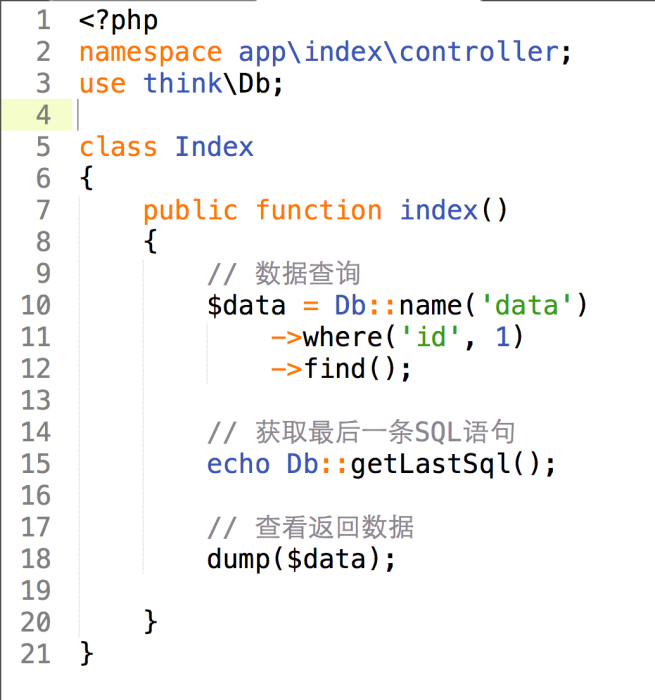 1 <?php
2 namespace app\index\controller;
3 use think\Db;
4
5 class Index
6 {
7     public function index()
8     {
9         // 数据查询
10         $data = Db::name('data')
11             ->where('id', 1)
12             ->find();
13
14         // 获取最后一条SQL语句
15         echo Db::getLastSql();
16
17         // 查看返回数据
18         dump($data);
19
20     }
21 }